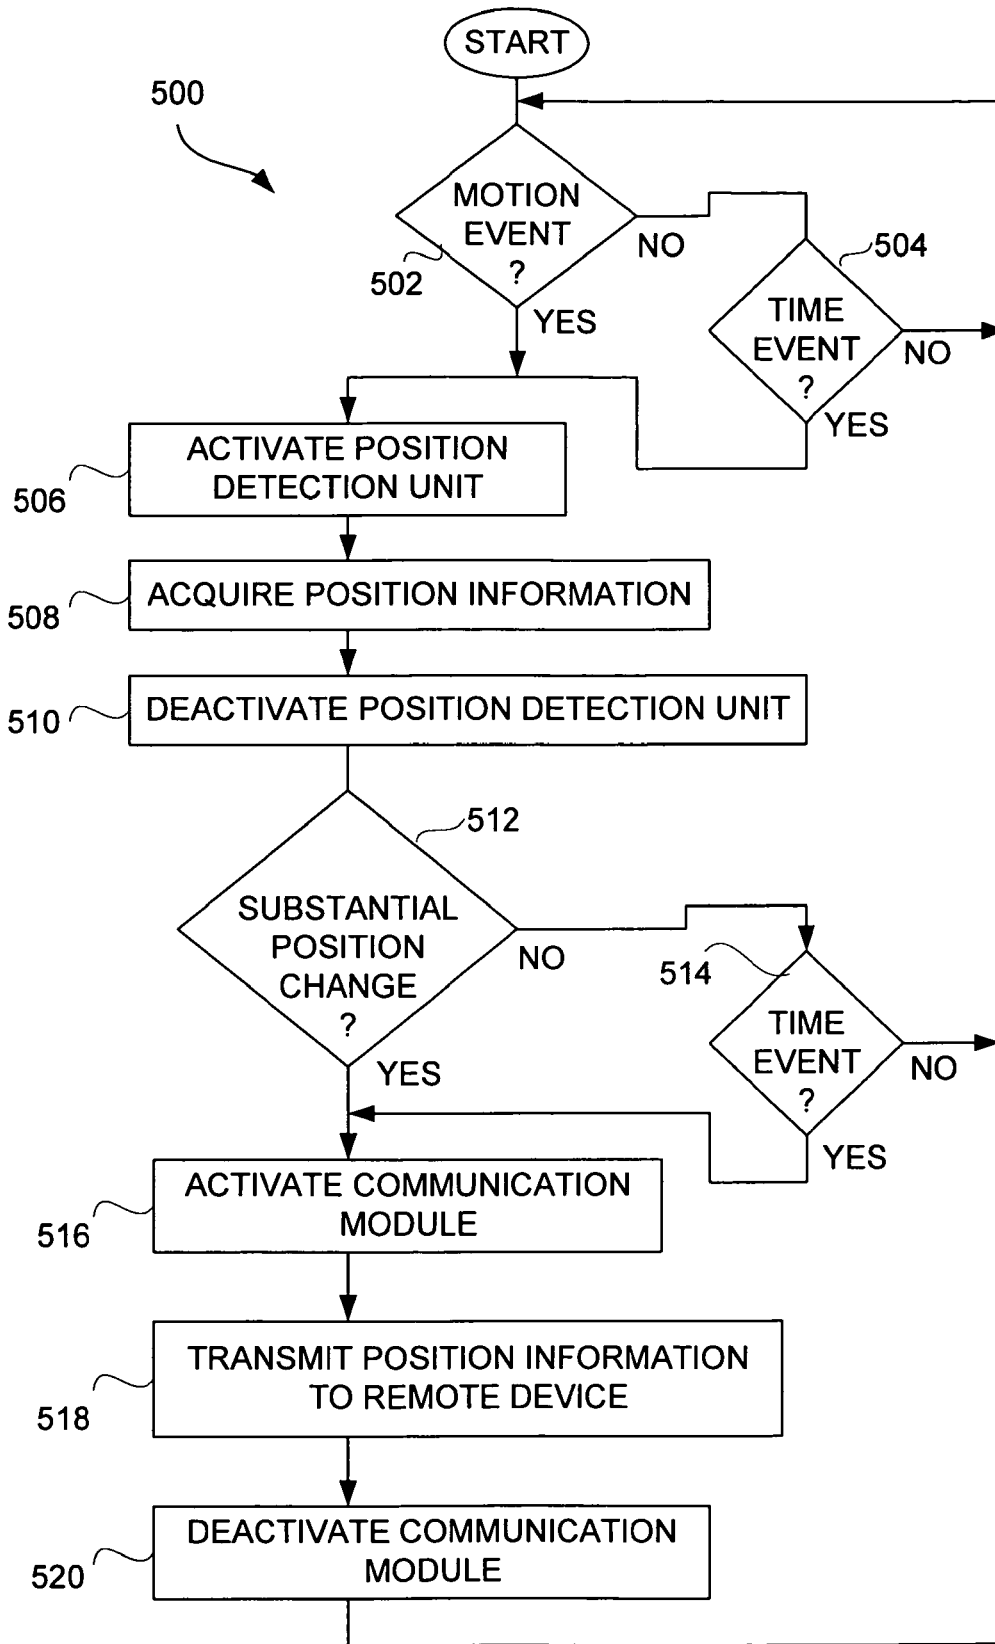 START
500
MOTION
EVENT
?
502
NO
YES
504
TIME
EVENT
?
NO
YES
ACTIVATE POSITION
DETECTION UNIT
506
ACQUIRE POSITION INFORMATION
508
DEACTIVATE POSITION DETECTION UNIT
510
512
SUBSTANTIAL
POSITION
CHANGE
?
NO
YES
514
TIME
EVENT
?
NO
YES
ACTIVATE COMMUNICATION
MODULE
516
TRANSMIT POSITION INFORMATION
TO REMOTE DEVICE
518
DEACTIVATE COMMUNICATION
MODULE
520